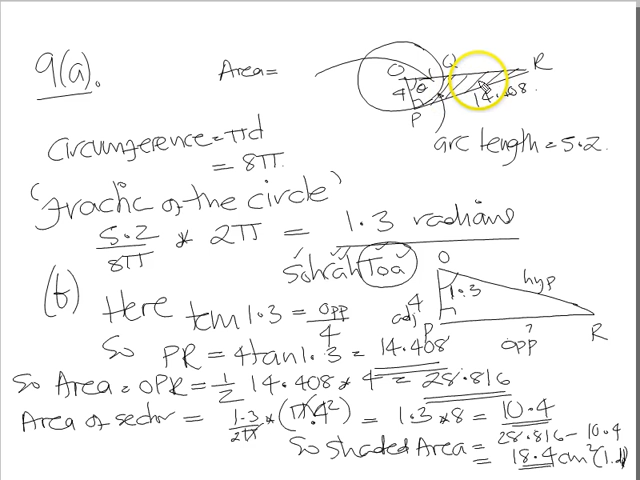 9(a).
Area=
O Q R
4 θ
14.408
P
Circumference=πd
= 8π
arc length = 5.2
(fractiC of the circle)
5.2/8π * 2π = 1.3 radians
SohCahToa
(b) Here tan 1.3 = opp/4
O
1.3
hyp
4
adj
P
opp
?
R
So PR = 4tan1.3 = 14.408
So Area = OPR = 1/2 14.408 * 4 = 28.816
Area of sector = 1.3/2π * (π.4²) = 1.3 * 8 = 10.4
So shaded Area = 28.816 - 10.4
= 18.4cm² (1.d)